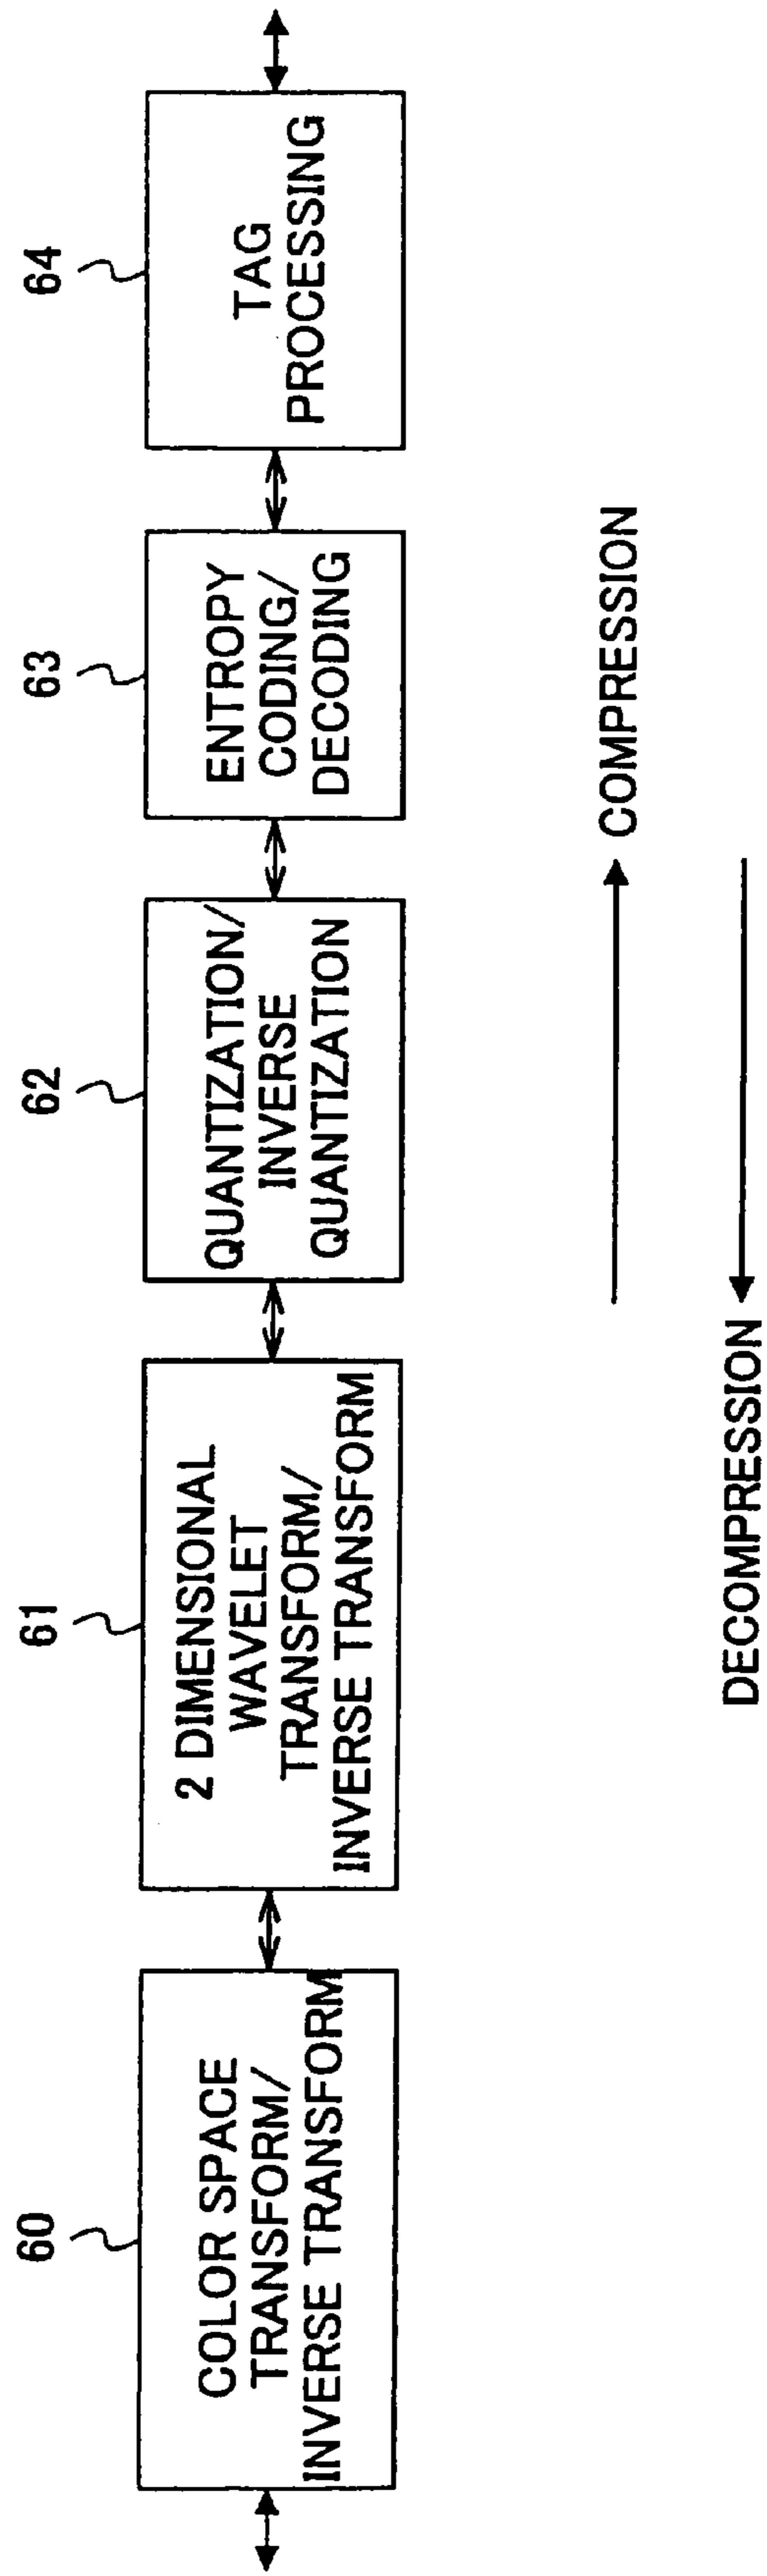 60
COLOR SPACE
TRANSFORM/
INVERSE TRANSFORM
61
2 DIMENSIONAL
WAVELET
TRANSFORM/
INVERSE TRANSFORM
62
QUANTIZATION/
INVERSE
QUANTIZATION
63
ENTROPY
CODING/
DECODING
64
TAG
PROCESSING
COMPRESSION
DECOMPRESSION